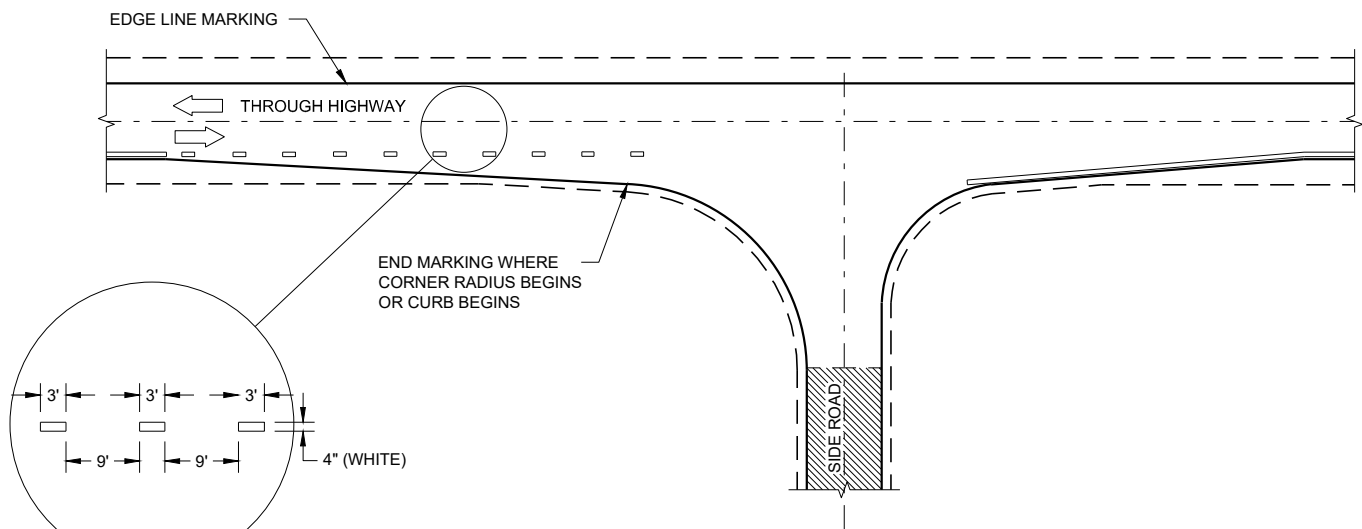 EDGE LINE MARKING
THROUGH HIGHWAY
END MARKING WHERE
CORNER RADIUS BEGINS
OR CURB BEGINS
SIDE ROAD
3' 3' 3'
9' 9'
4" (WHITE)